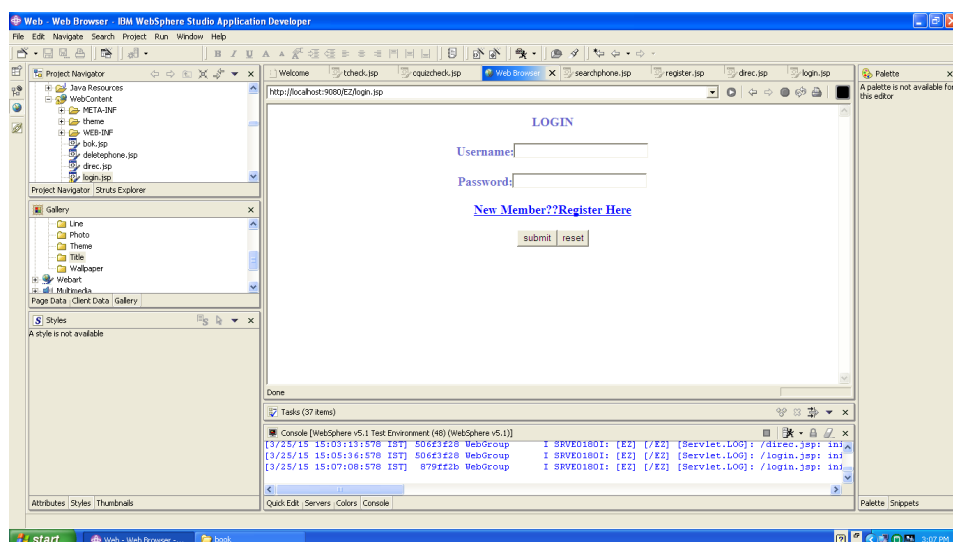 Web - Web Browser - IBM WebSphere Studio Application Developer
File Edit Navigate Search Project Run Window Help
Project Navigator
Java Resources
WebContent
META-INF
theme
WEB-INF
bok.jsp
deletephone.jsp
direc.jsp
login.jsp
Project Navigator Struts Explorer
Gallery
Line
Photo
Theme
Title
Wallpaper
Webart
Multimedia
Page Data Client Data Gallery
Styles
A style is not available
Attributes Styles Thumbnails
Welcome tcheck.jsp cquizcheck.jsp Web Browser searchphone.jsp register.jsp direc.jsp login.jsp
http://localhost:9080/EZ/login.jsp
LOGIN
Username:
Password:
New Member??Register Here
submit reset
Done
Tasks (37 items)
Console [WebSphere v5.1 Test Environment (48) (WebSphere v5.1)]
[3/25/15 15:03:13:578 IST] 506f3f28 WebGroup I SRVE0180I: [EZ] [/EZ] [Servlet.LOG]: /direc.jsp: ini
[3/25/15 15:05:36:578 IST] 506f3f28 WebGroup I SRVE0180I: [EZ] [/EZ] [Servlet.LOG]: /login.jsp: ini
[3/25/15 15:07:08:578 IST] 879ff2b WebGroup I SRVE0180I: [EZ] [/EZ] [Servlet.LOG]: /login.jsp: ini
Quick Edit Servers Colors Console
Palette
A palette is not available for
this editor
Palette Snippets
start Web - Web Browser - ... book 3:07 PM